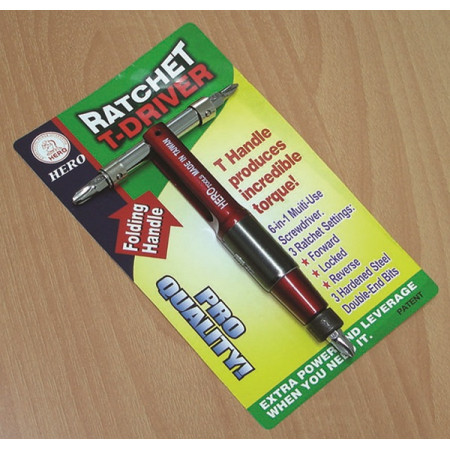 RATCHET
T-DRIVER
HERO
HERO
HERO TOOLS MADE IN TAIWAN
Folding
Handle
T Handle
produces
incredible
torque!
6-in-1 Multi-Use
Screwdriver:
3 Ratchet Settings:
★ Forward
★ Locked
★ Reverse
3 Hardened Steel
Double-End Bits
PRO
QUALITY!
EXTRA POWER AND LEVERAGE
WHEN YOU NEED IT.
PATENT